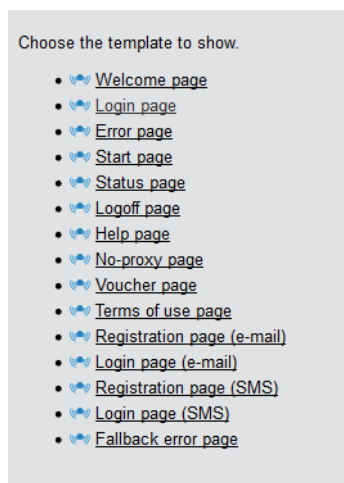 Choose the template to show.
Welcome page
Login page
Error page
Start page
Status page
Logoff page
Help page
No-proxy page
Voucher page
Terms of use page
Registration page (e-mail)
Login page (e-mail)
Registration page (SMS)
Login page (SMS)
Fallback error page